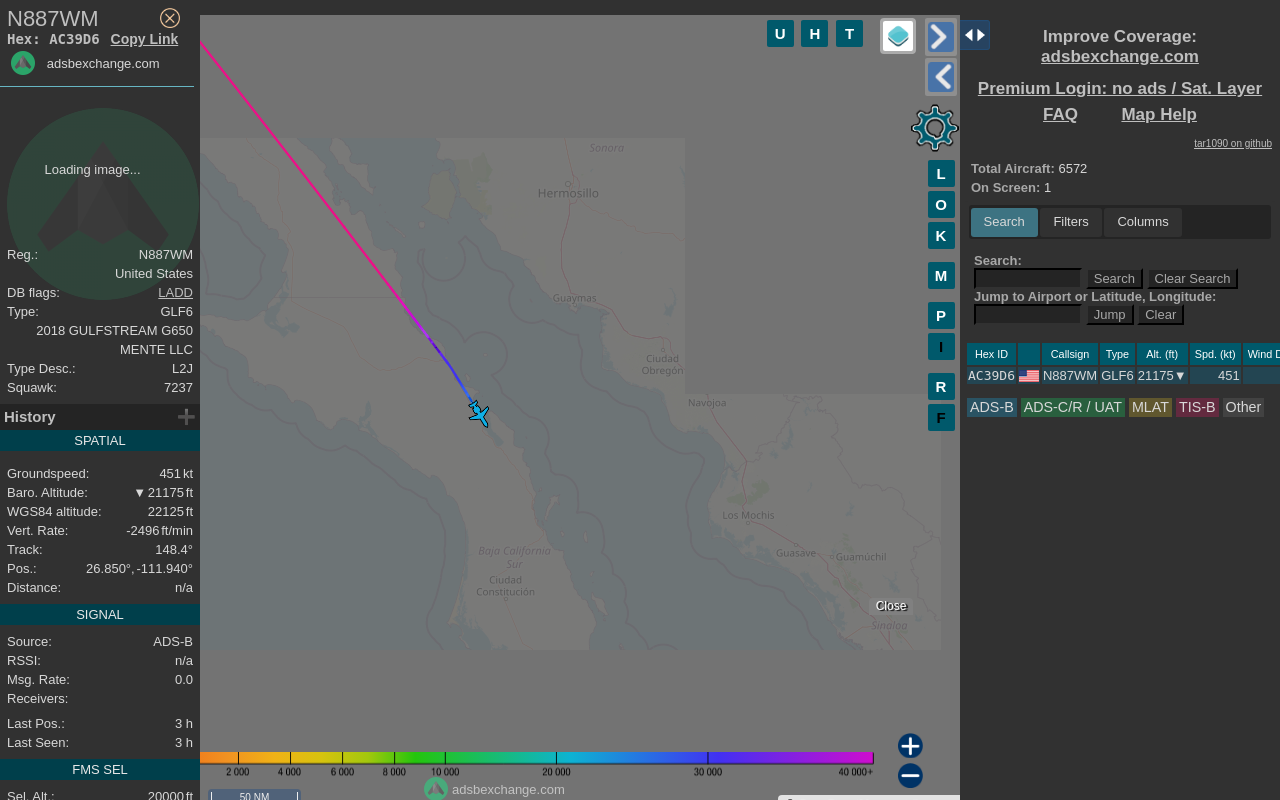 N887WM
Hex: AC39D6 Copy Link
adsbexchange.com
Loading image...
Reg.: N887WM
United States
DB flags: LADD
Type: GLF6
2018 GULFSTREAM G650
MENTE LLC
Type Desc.: L2J
Squawk: 7237
History
SPATIAL
Groundspeed: 451 kt
Baro. Altitude: ▼ 21175 ft
WGS84 altitude: 22125 ft
Vert. Rate: -2496 ft/min
Track: 148.4°
Pos.: 26.850°, -111.940°
Distance: n/a
SIGNAL
Source: ADS-B
RSSI: n/a
Msg. Rate: 0.0
Receivers:
Last Pos.: 3 h
Last Seen: 3 h
FMS SEL
Sel. Alt.: 20000 ft
U H T
L
O
K
M
P
I
R
F
Sonora
Hermosillo
Guaymas
Ciudad
Obregón
Navojoa
Los Mochis
Guasave
Guamúchil
Baja California
Sur
Ciudad
Constitución
Close
Sinaloa
2 000 4 000 6 000 8 000 10 000 20 000 30 000 40 000+
adsbexchange.com
50 NM
Improve Coverage:
adsbexchange.com
Premium Login: no ads / Sat. Layer
FAQ Map Help
tar1090 on github
Total Aircraft: 6572
On Screen: 1
Search Filters Columns
Search:
Search Clear Search
Jump to Airport or Latitude, Longitude:
Jump Clear
Hex ID Callsign Type Alt. (ft) Spd. (kt) Wind D
AC39D6 N887WM GLF6 21175▼ 451
ADS-B ADS-C/R / UAT MLAT TIS-B Other